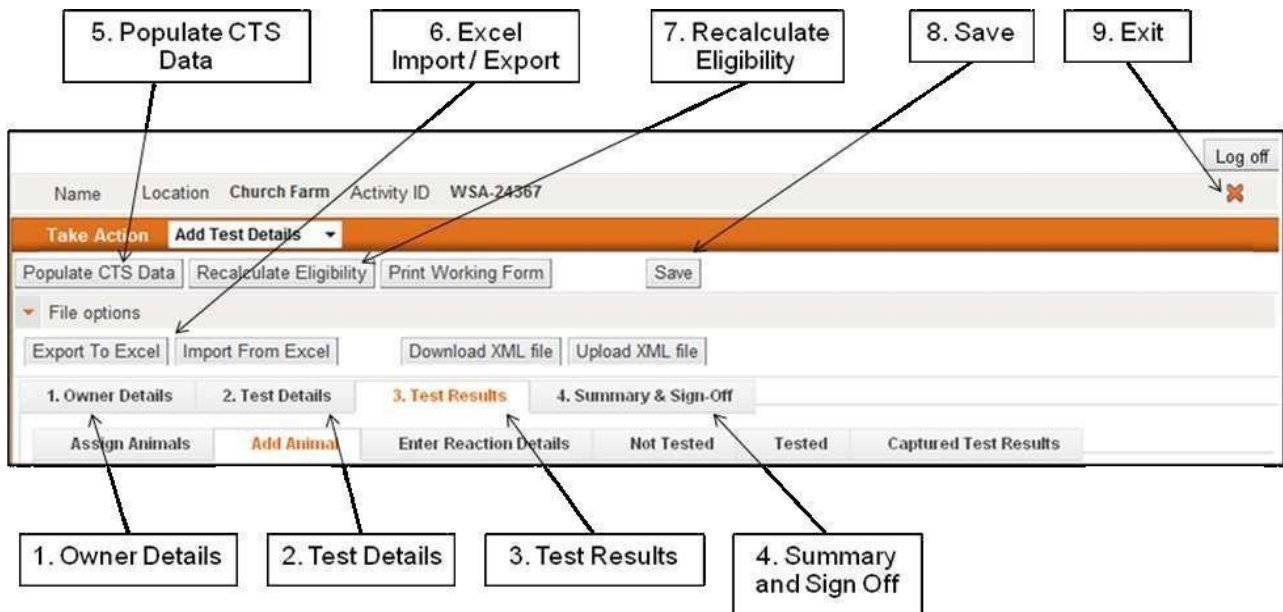 5. Populate CTS
Data
6. Excel
Import / Export
7. Recalculate
Eligibility
8. Save
9. Exit
Log off
Name Location Church Farm Activity ID WSA-24367
Take Action Add Test Details
Populate CTS Data Recalculate Eligibility Print Working Form Save
File options
Export To Excel Import From Excel Download XML file Upload XML file
1. Owner Details 2. Test Details 3. Test Results 4. Summary & Sign-Off
Assign Animals Add Animal Enter Reaction Details Not Tested Tested Captured Test Results
1. Owner Details
2. Test Details
3. Test Results
4. Summary
and Sign Off